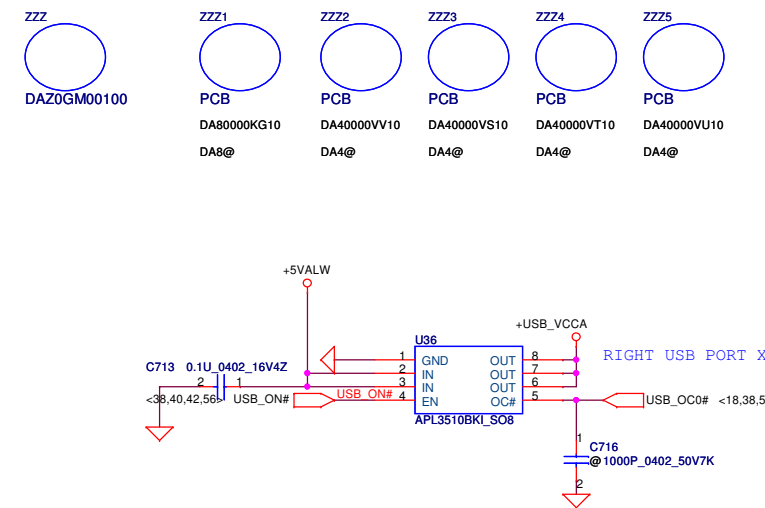 ZZZ ZZZ1 ZZZ2 ZZZ3 ZZZ4 ZZZ5
DAZ0GM00100 PCB PCB PCB PCB PCB
DA80000KG10 DA40000VV10 DA40000VS10 DA40000VT10 DA40000VU10
DA8@ DA4@ DA4@ DA4@ DA4@
+5VALW
+USB_VCCA
U36
RIGHT USB PORT X
1 GND OUT 8
C713 0.1U_0402_16V4Z
2 IN OUT 7
2 1
3 IN OUT 6
<38,40,42,56> USB_ON# USB_ON# 4 EN OC# 5 USB_OC0# <18,38,5
APL3510BKI_SO8
1
C716
@ 1000P_0402_50V7K
2